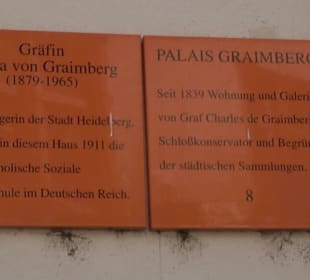 Gräfin
a von Graimberg
(1879-1965)
gerin der Stadt Heidelberg,
in diesem Haus 1911 die
holische Soziale
hule im Deutschen Reich.
PALAIS GRAIMBERG
Seit 1839 Wohnung und Galeri
von Graf Charles de Graimberg
Schloßkonservator und Begrün
der städtischen Sammlungen.
8